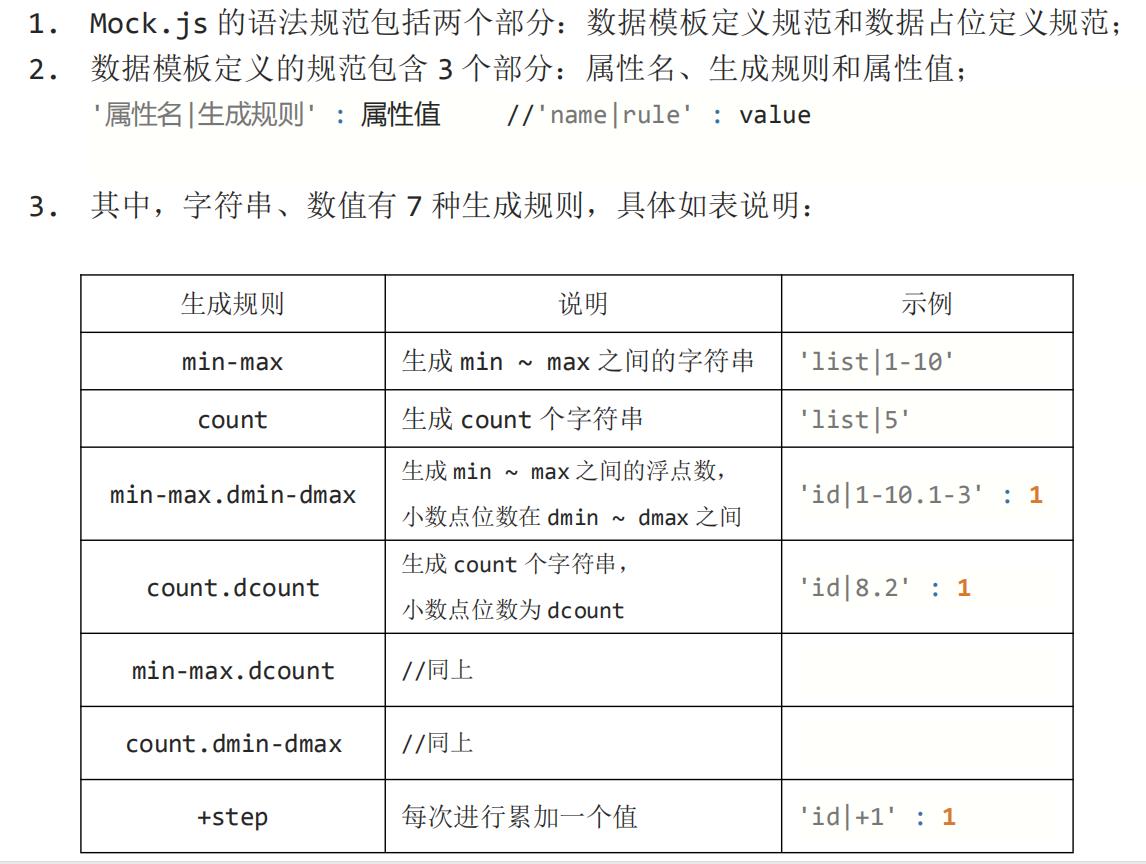 1. Mock.js 的语法规范包括两个部分：数据模板定义规范和数据占位定义规范；
2. 数据模板定义的规范包含 3 个部分：属性名、生成规则和属性值；
'属性名|生成规则' : 属性值 //'name|rule' : value
3. 其中，字符串、数值有 7 种生成规则，具体如表说明：
生成规则 说明 示例
min-max 生成 min ~ max 之间的字符串 'list|1-10'
count 生成 count 个字符串 'list|5'
生成 min ~ max 之间的浮点数，
min-max.dmin-dmax 小数点位数在 dmin ~ dmax 之间 'id|1-10.1-3' : 1
生成 count 个字符串，
count.dcount 小数点位数为 dcount 'id|8.2' : 1
min-max.dcount //同上
count.dmin-dmax //同上
+step 每次进行累加一个值 'id|+1' : 1